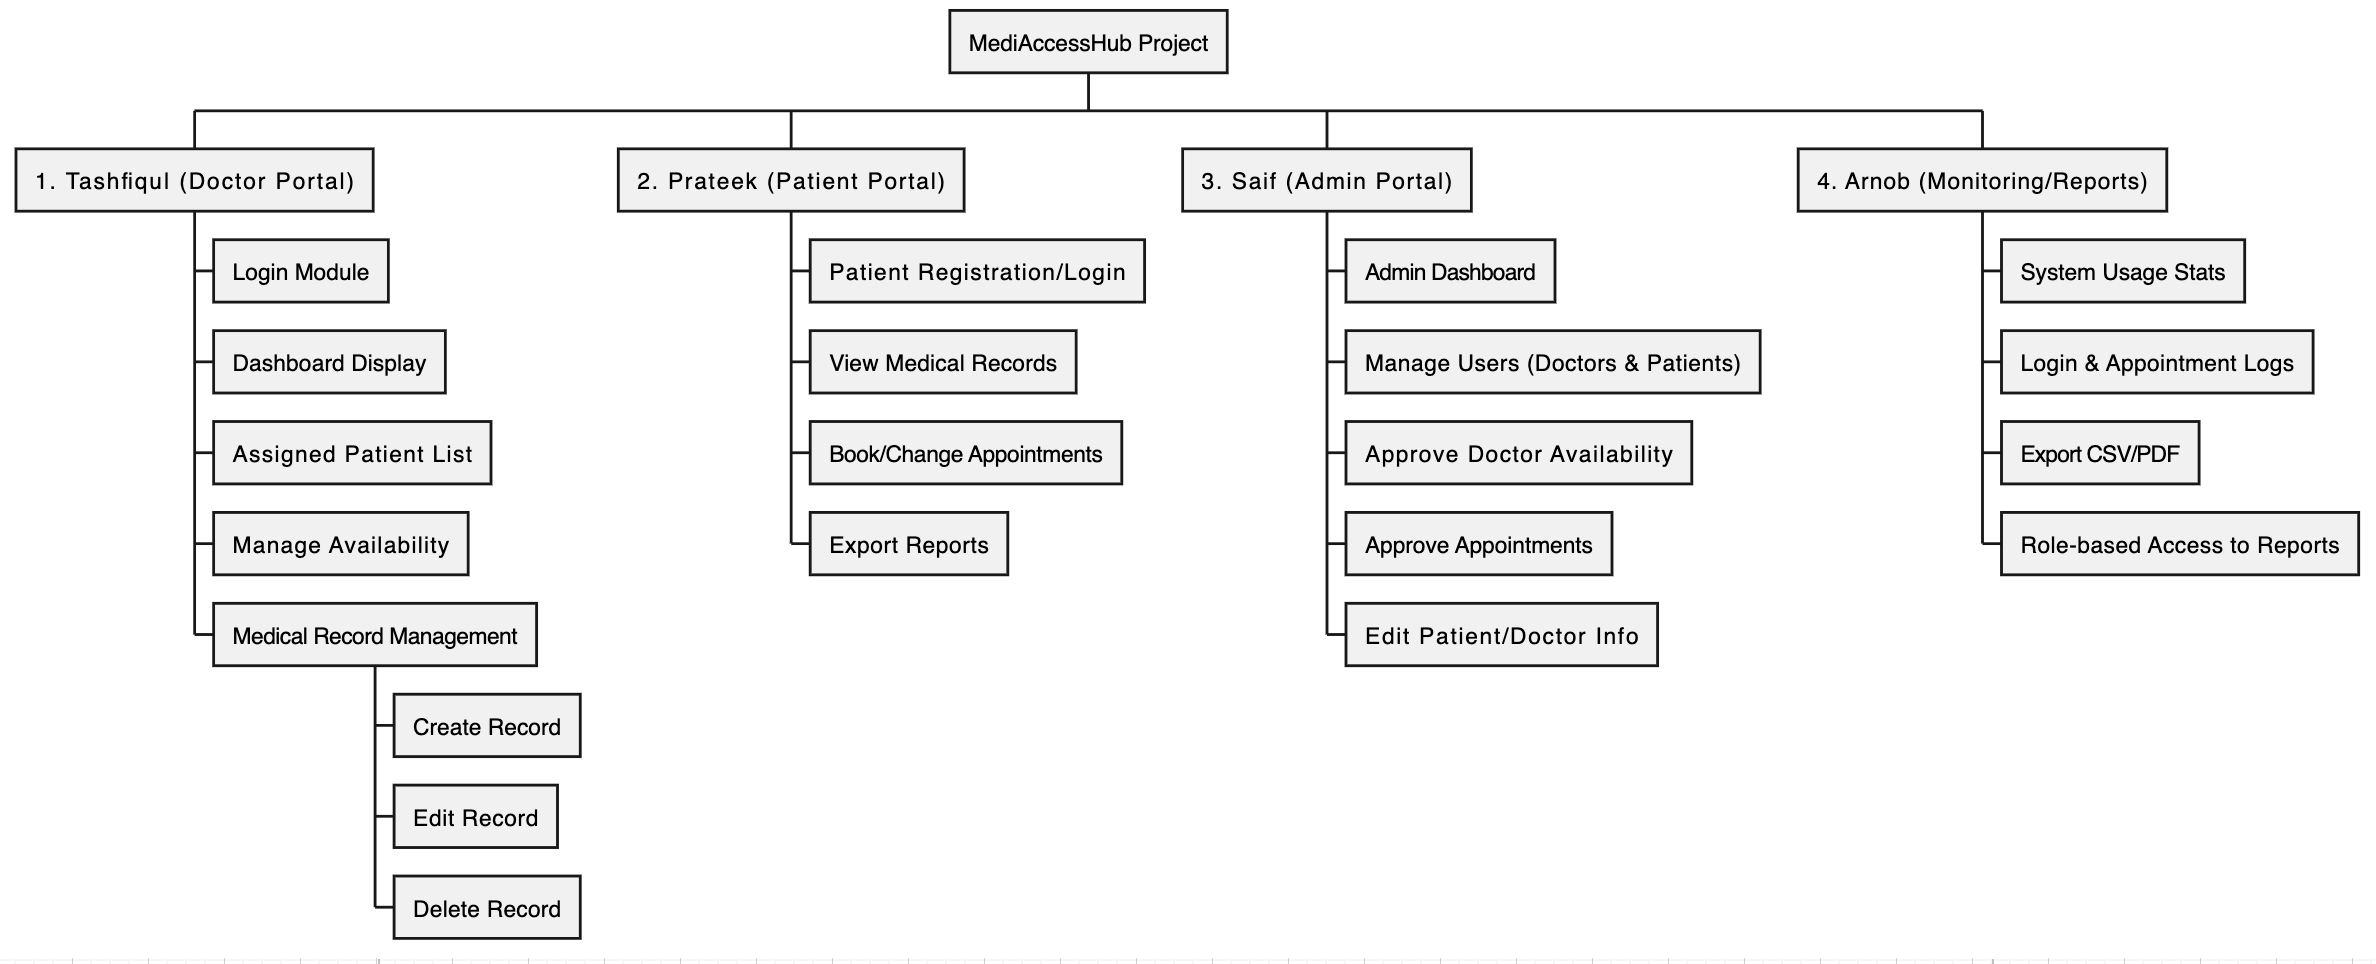 MediAccessHub Project
1. Tashfiqul (Doctor Portal)
Login Module
Dashboard Display
Assigned Patient List
Manage Availability
Medical Record Management
Create Record
Edit Record
Delete Record
2. Prateek (Patient Portal)
Patient Registration/Login
View Medical Records
Book/Change Appointments
Export Reports
3. Saif (Admin Portal)
Admin Dashboard
Manage Users (Doctors & Patients)
Approve Doctor Availability
Approve Appointments
Edit Patient/Doctor Info
4. Arnob (Monitoring/Reports)
System Usage Stats
Login & Appointment Logs
Export CSV/PDF
Role-based Access to Reports